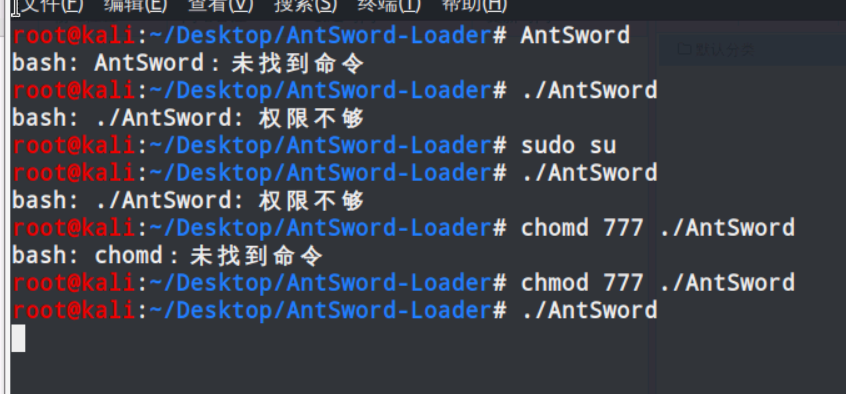 文件(F) 编辑(E) 查看(V) 搜索(S) 终端(T) 帮助(H)
root@kali:~/Desktop/AntSword-Loader# AntSword
默认分类
bash: AntSword：未找到命令
root@kali:~/Desktop/AntSword-Loader# ./AntSword
bash: ./AntSword: 权限不够
root@kali:~/Desktop/AntSword-Loader# sudo su
root@kali:~/Desktop/AntSword-Loader# ./AntSword
bash: ./AntSword: 权限不够
root@kali:~/Desktop/AntSword-Loader# chomd 777 ./AntSword
bash: chomd：未找到命令
root@kali:~/Desktop/AntSword-Loader# chmod 777 ./AntSword
root@kali:~/Desktop/AntSword-Loader# ./AntSword